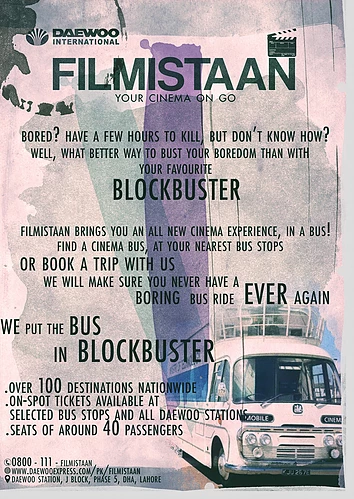 DAEWOO
INTERNATIONAL
FILMISTAAN
YOUR CINEMA ON GO
BORED? HAVE A FEW HOURS TO KILL, BUT DON'T KNOW HOW?
WELL, WHAT BETTER WAY TO BUST YOUR BOREDOM THAN WITH
YOUR FAVOURITE
BLOCKBUSTER
FILMISTAAN BRINGS YOU AN ALL NEW CINEMA EXPERIENCE, IN A BUS!
FIND A CINEMA BUS, AT YOUR NEAREST BUS STOPS
OR BOOK A TRIP WITH US
WE WILL MAKE SURE YOU NEVER HAVE A
BORING BUS RIDE EVER AGAIN
WE PUT THE BUS
IN BLOCKBUSTER
.OVER 100 DESTINATIONS NATIONWIDE
.ON-SPOT TICKETS AVAILABLE AT
SELECTED BUS STOPS AND ALL DAEWOO STATIONS
.SEATS OF AROUND 40 PASSENGERS
MOBILE CINEM
0800 - 111 - FILMISTAAN
WWW.DAEWOOEXPRESS.COM/PK/FILMISTAAN
DAEWOO STATION, J BLOCK, PHASE 5, DHA, LAHORE